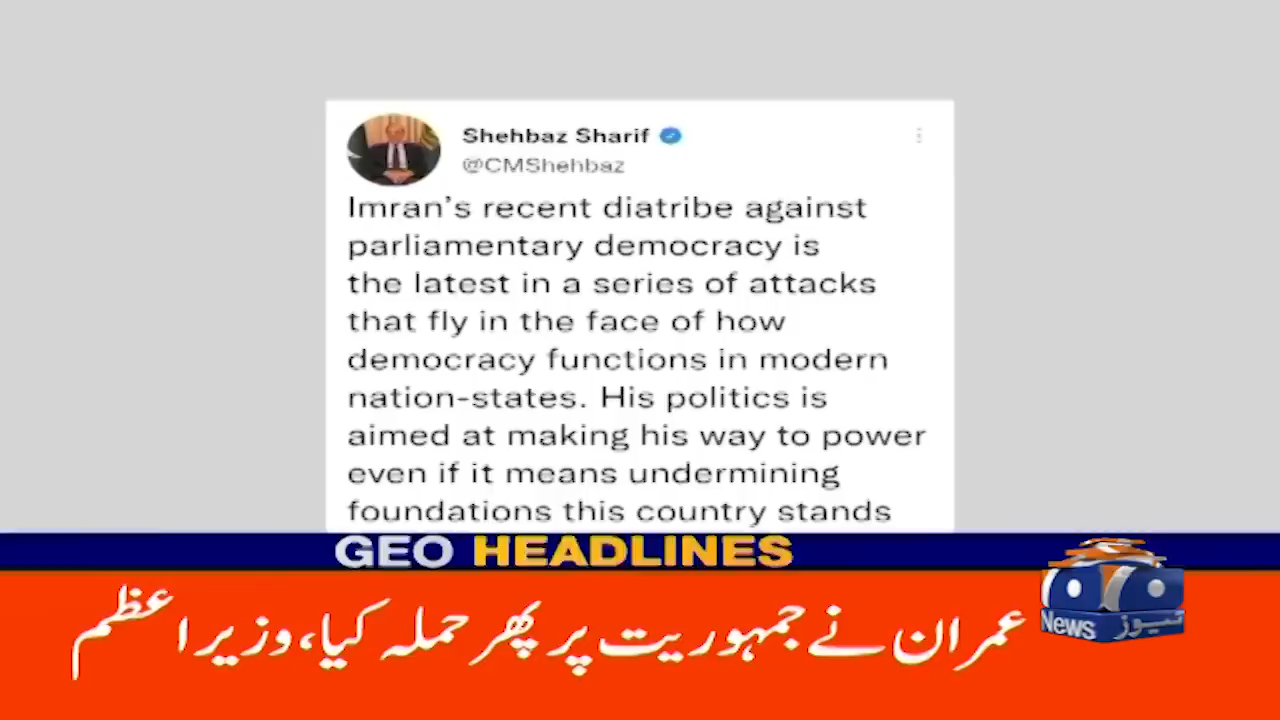 Shehbaz Sharif
@CMShehbaz
Imran's recent diatribe against
parliamentary democracy is
the latest in a series of attacks
that fly in the face of how
democracy functions in modern
nation-states. His politics is
aimed at making his way to power
even if it means undermining
foundations this country stands
GEO HEADLINES
عمران نے جمہوریت پر پھر حملہ کیا، وزیر اعظم
News نیوز